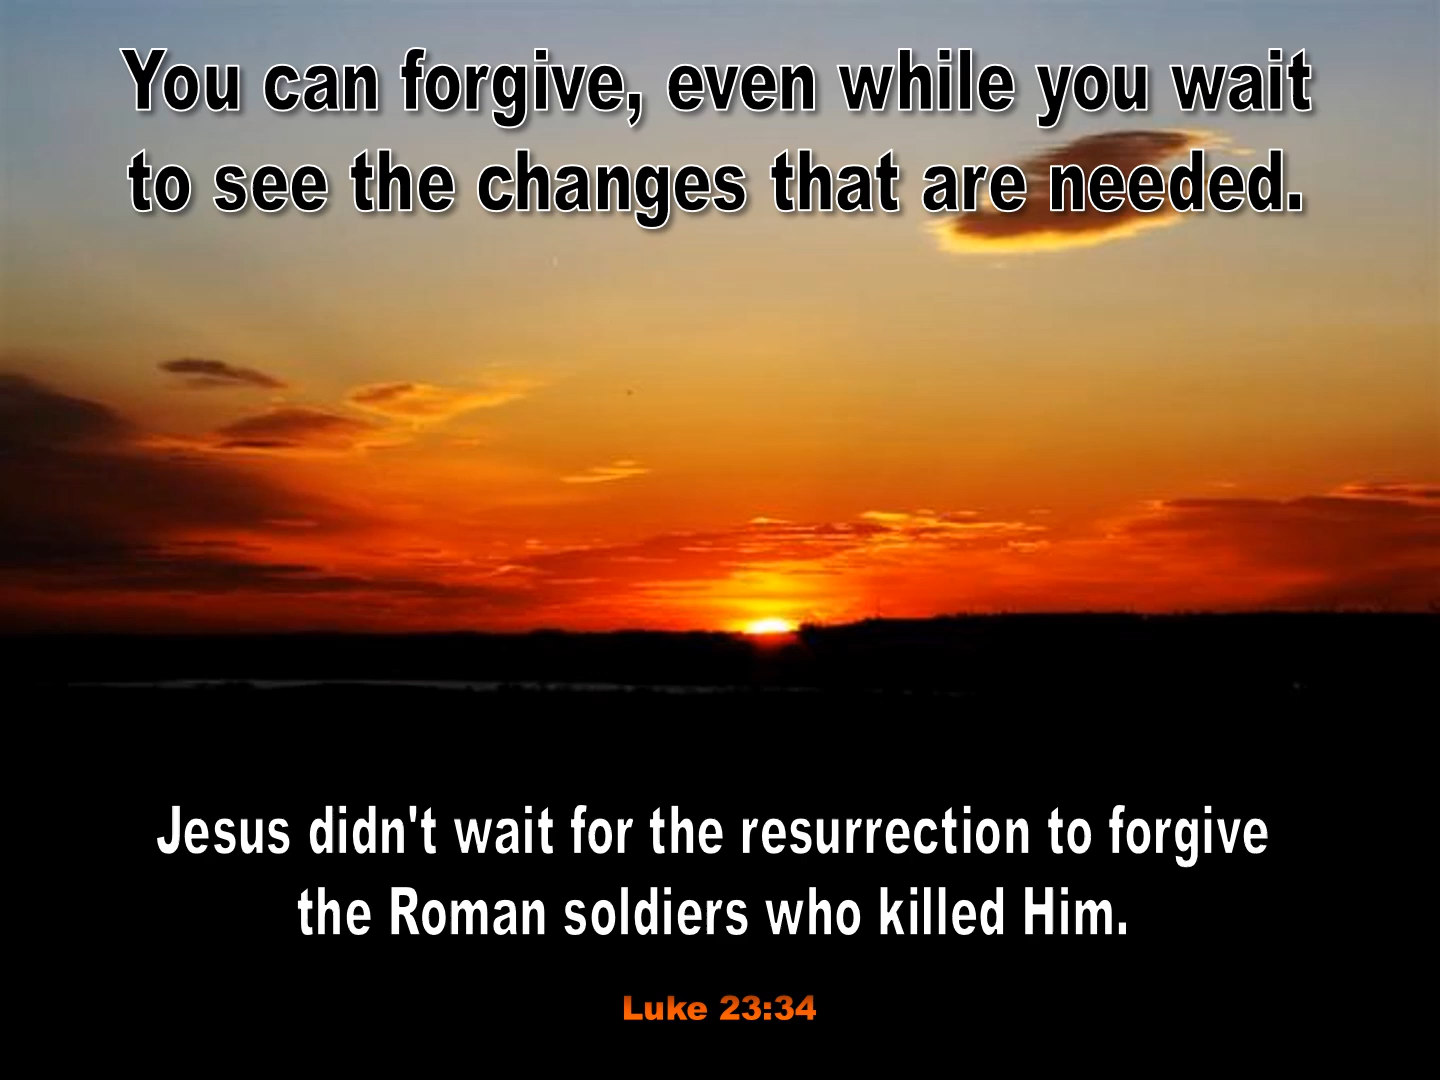 You can forgive, even while you wait
to see the changes that are needed.
Jesus didn't wait for the resurrection to forgive
the Roman soldiers who killed Him.
Luke 23:34